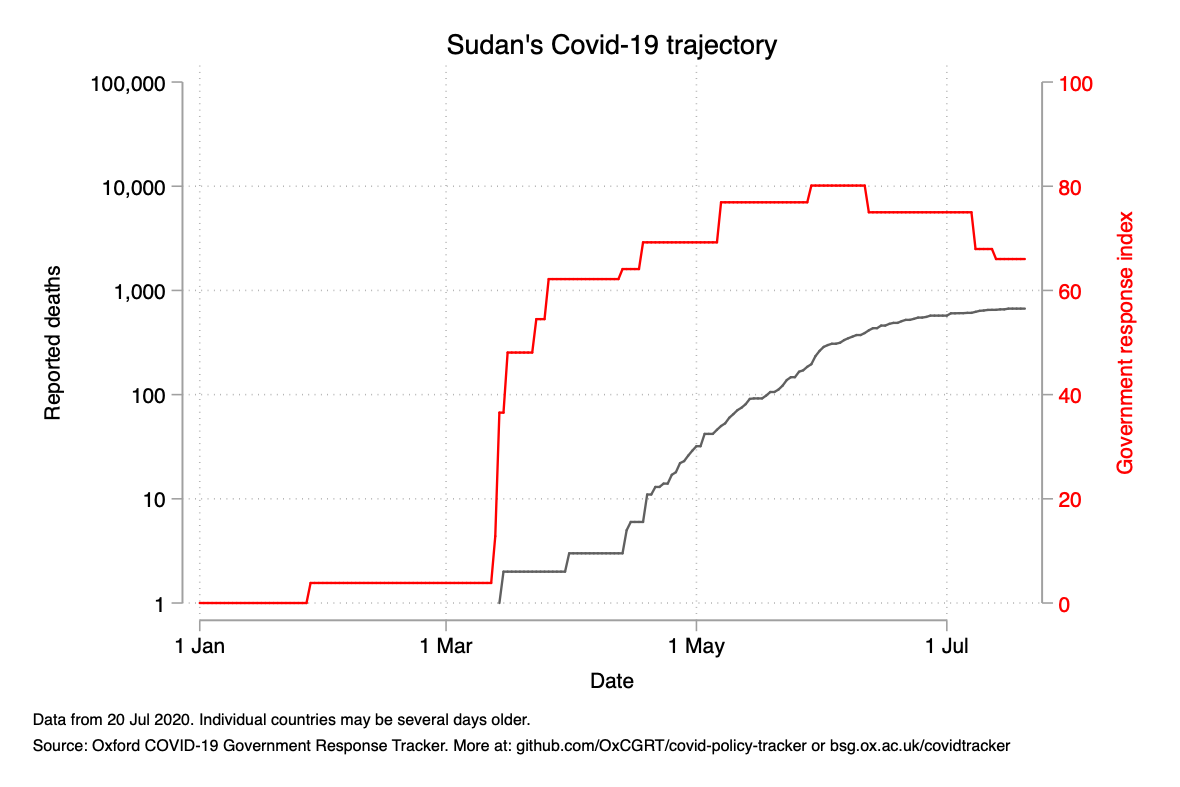 Sudan's Covid-19 trajectory
100,000
10,000
1,000
100
10
1
Reported deaths
100
80
60
40
20
0
Government response index
1 Jan
1 Mar
1 May
1 Jul
Date
Data from 20 Jul 2020. Individual countries may be several days older.
Source: Oxford COVID-19 Government Response Tracker. More at: github.com/OxCGRT/covid-policy-tracker or bsg.ox.ac.uk/covidtracker